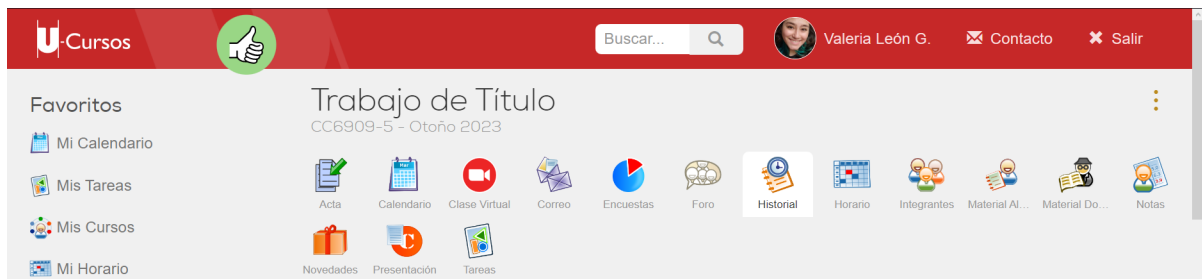 U-Cursos
Buscar...
Valeria León G.
Contacto
Salir
Favoritos
Mi Calendario
Mis Tareas
Mis Cursos
Mi Horario
Trabajo de Título
CC6909-5 - Otoño 2023
Acta Calendario Clase Virtual Correo Encuestas Foro Historial Horario Integrantes Material Al... Material Do... Notas
Novedades Presentación Tareas